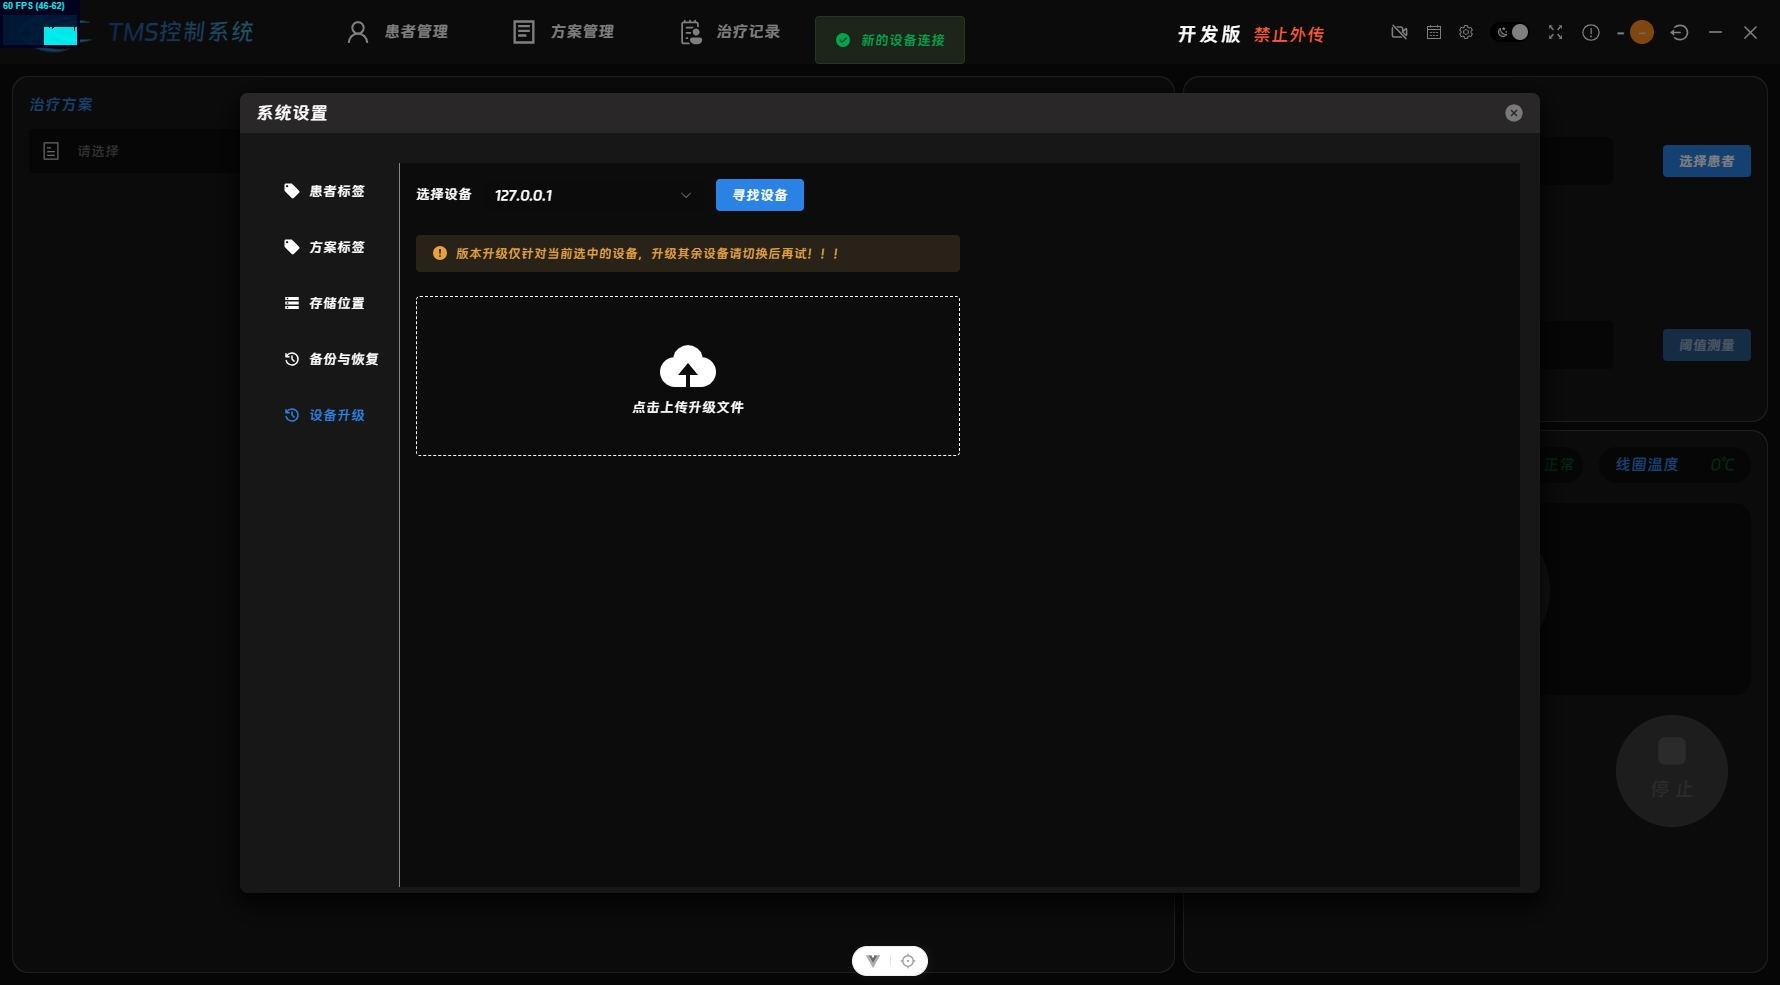 60 FPS (46-62)
TMS控制系统
患者管理
方案管理
治疗记录
新的设备连接
开发版 禁止外传
治疗方案
请选择
系统设置
选择患者
患者标签
方案标签
存储位置
备份与恢复
设备升级
选择设备 127.0.0.1
寻找设备
版本升级仅针对当前选中的设备，升级其余设备请切换后再试！！！
点击上传升级文件
阈值测量
正常
线圈温度 0℃
停止